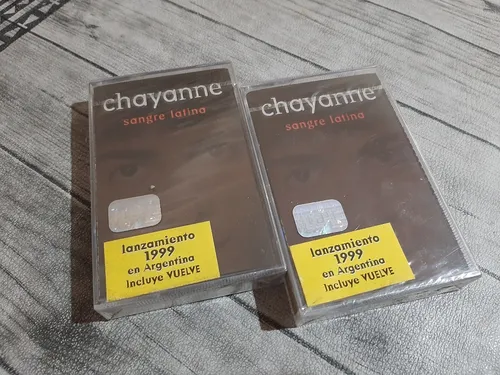 chayanne
sangre latina
lanzamiento
1999
en Argentina
Incluye VUELVE
chayanne
sangre latina
lanzamiento
1999
en Argentina
Incluye VUELVE